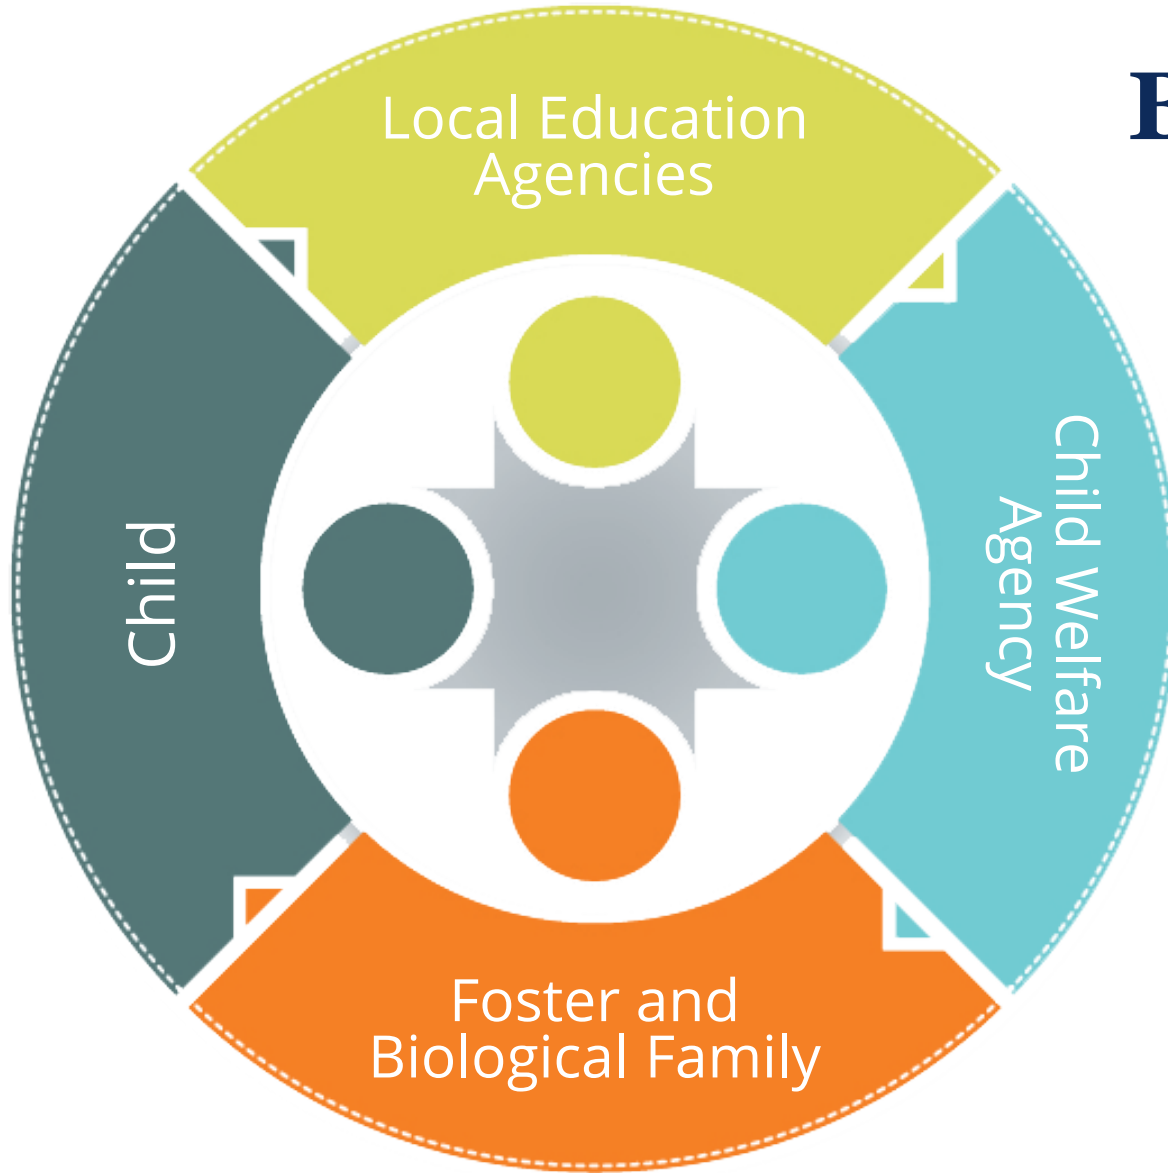 Local Education
Agencies
Child Welfare
Agency
Foster and
Biological Family
Child